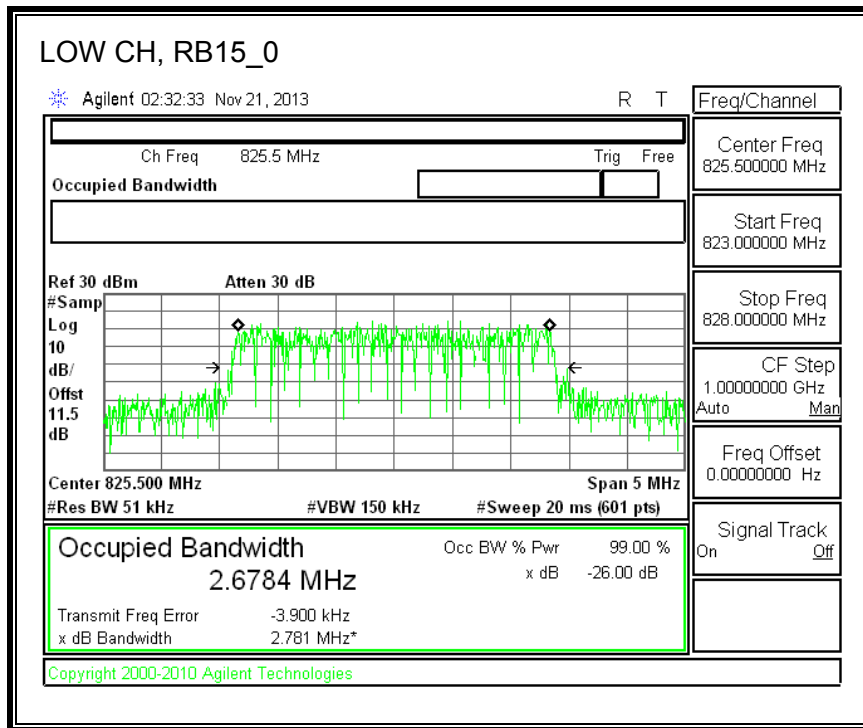 LOW CH, RB15_0
Agilent 02:32:33 Nov 21, 2013 R T
Freq/Channel
Ch Freq 825.5 MHz Trig Free
Occupied Bandwidth
Center Freq
825.500000 MHz
Start Freq
823.000000 MHz
Stop Freq
828.000000 MHz
CF Step
1.00000000 GHz
Auto Man
Freq Offset
0.00000000 Hz
Signal Track
On Off
Ref 30 dBm Atten 30 dB
#Samp
Log
10
dB/
Offst
11.5
dB
Center 825.500 MHz Span 5 MHz
#Res BW 51 kHz #VBW 150 kHz #Sweep 20 ms (601 pts)
Occupied Bandwidth Occ BW % Pwr 99.00 %
2.6784 MHz x dB -26.00 dB
Transmit Freq Error -3.900 kHz
x dB Bandwidth 2.781 MHz*
Copyright 2000-2010 Agilent Technologies